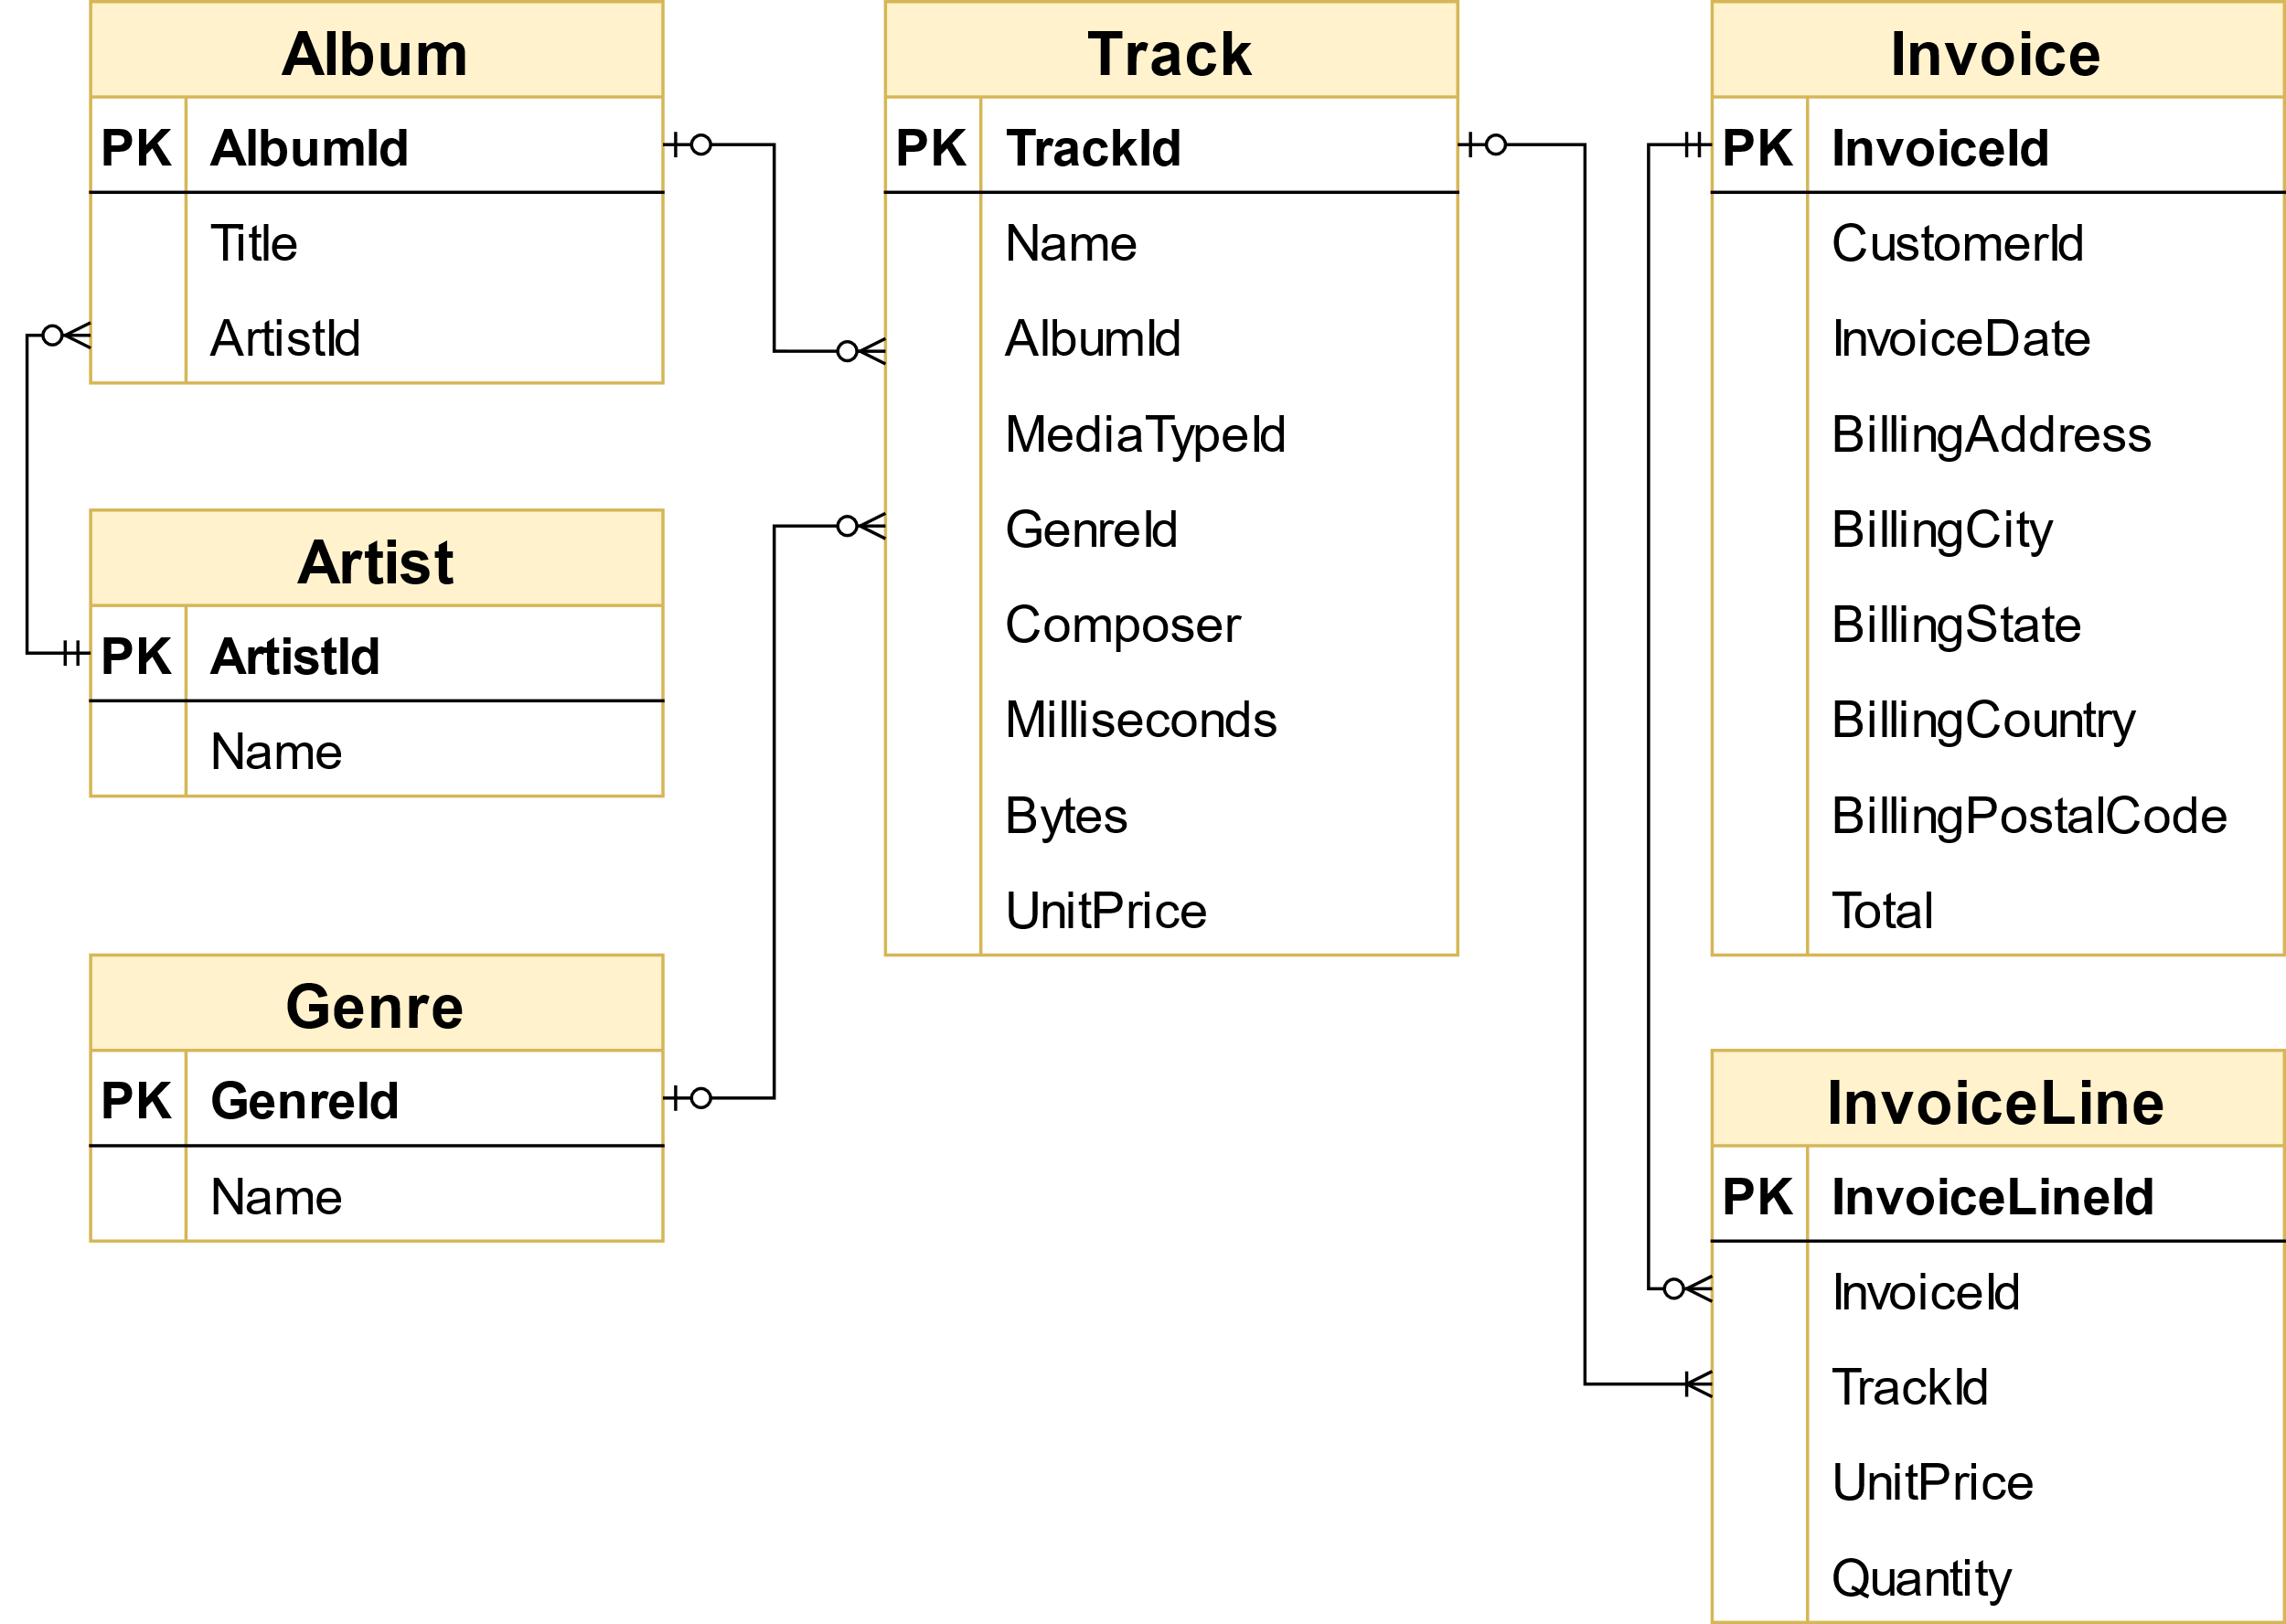 Album
PK AlbumId
Title
ArtistId
Artist
PK ArtistId
Name
Genre
PK GenreId
Name
Track
PK TrackId
Name
AlbumId
MediaTypeId
GenreId
Composer
Milliseconds
Bytes
UnitPrice
Invoice
PK InvoiceId
CustomerId
InvoiceDate
BillingAddress
BillingCity
BillingState
BillingCountry
BillingPostalCode
Total
InvoiceLine
PK InvoiceLineId
InvoiceId
TrackId
UnitPrice
Quantity